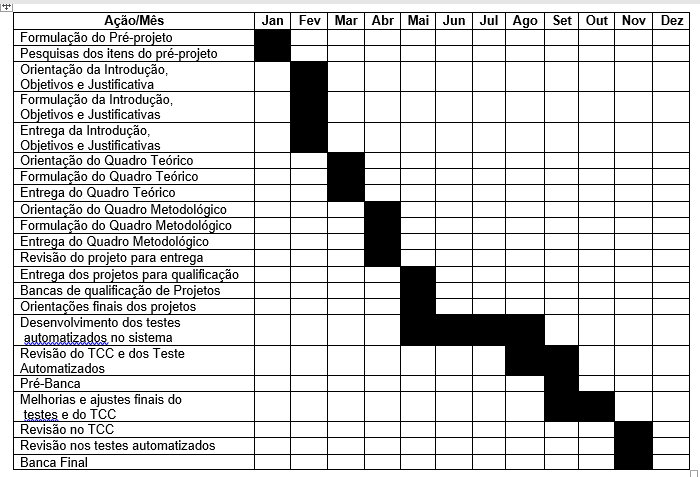 Ação/Mês Jan Fev Mar Abr Mai Jun Jul Ago Set Out Nov Dez
Formulação do Pré-projeto
Pesquisas dos itens do pré-projeto
Orientação da Introdução,
Objetivos e Justificativa
Formulação da Introdução,
Objetivos e Justificativas
Entrega da Introdução,
Objetivos e Justificativas
Orientação do Quadro Teórico
Formulação do Quadro Teórico
Entrega do Quadro Teórico
Orientação do Quadro Metodológico
Formulação do Quadro Metodológico
Entrega do Quadro Metodológico
Revisão do projeto para entrega
Entrega dos projetos para qualificação
Bancas de qualificação de Projetos
Orientações finais dos projetos
Desenvolvimento dos testes
automatizados no sistema
Revisão do TCC e dos Teste
Automatizados
Pré-Banca
Melhorias e ajustes finais do
testes e do TCC
Revisão no TCC
Revisão nos testes automatizados
Banca Final